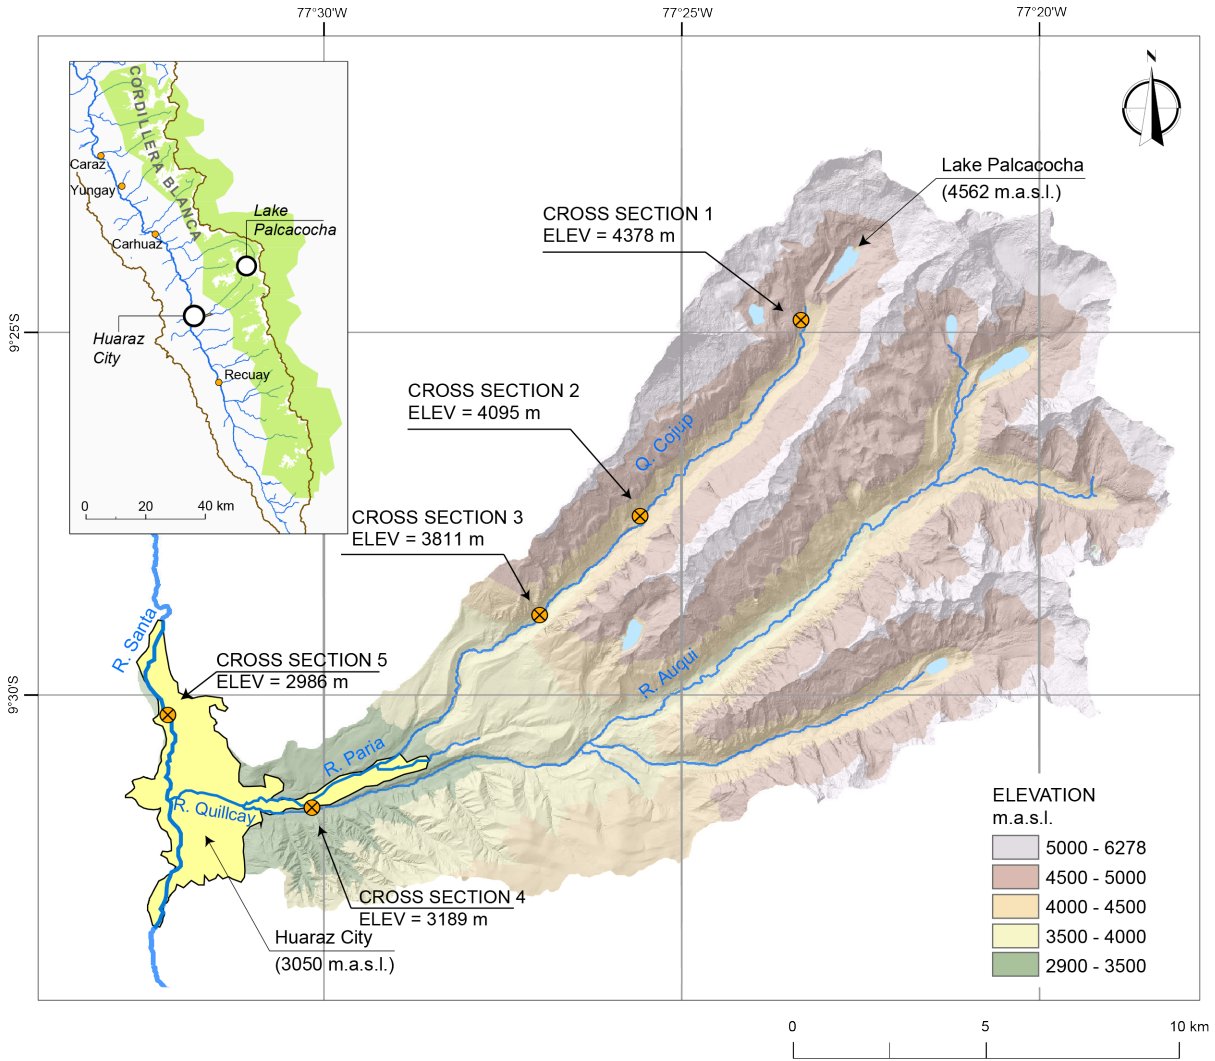 77°30'W
77°25'W
77°20'W
N
CORDILLERA BLANCA
Caraz
Yungay
Carhuaz
Lake
Palcacocha
Huaraz
City
Recuay
0 20 40 km
Lake Palcacocha
(4562 m.a.s.l.)
CROSS SECTION 1
ELEV = 4378 m
9°25'S
CROSS SECTION 2
ELEV = 4095 m
Q. Cojup
CROSS SECTION 3
ELEV = 3811 m
R. Santa
CROSS SECTION 5
ELEV = 2986 m
R. Auqui
9°30'S
R. Paria
R. Quillcay
CROSS SECTION 4
ELEV = 3189 m
Huaraz City
(3050 m.a.s.l.)
ELEVATION
m.a.s.l.
5000 - 6278
4500 - 5000
4000 - 4500
3500 - 4000
2900 - 3500
0 5 10 km